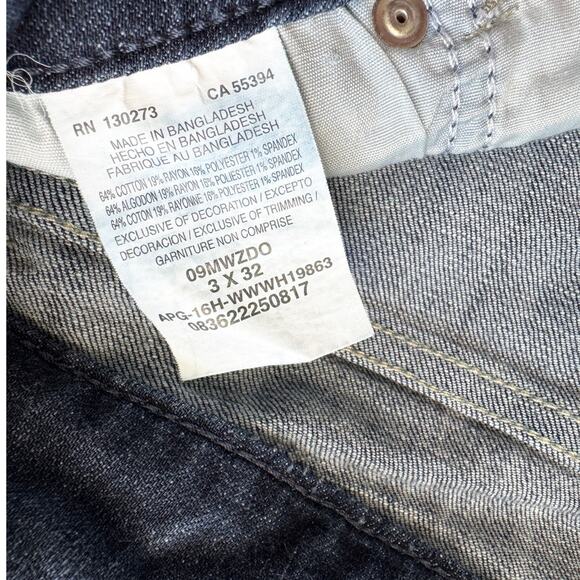 RN 130273 CA 55394
MADE IN BANGLADESH
HECHO EN BANGLADESH
FABRIQUE AU BANGLADESH
64% COTTON 19% RAYON 16% POLYESTER 1% SPANDEX
64% ALGODON 19% RAYON 16% POLIESTER 1% SPANDEX
64% COTON 19% RAYONNE 16% POLYESTER 1% SPANDEX
EXCLUSIVE OF DECORATION / EXCEPTO
DECORACION / EXCLUSIVE OF TRIMMING /
GARNITURE NON COMPRISE
09MWZDO
3 X 32
APG-16H-WWWH19863
083622250817